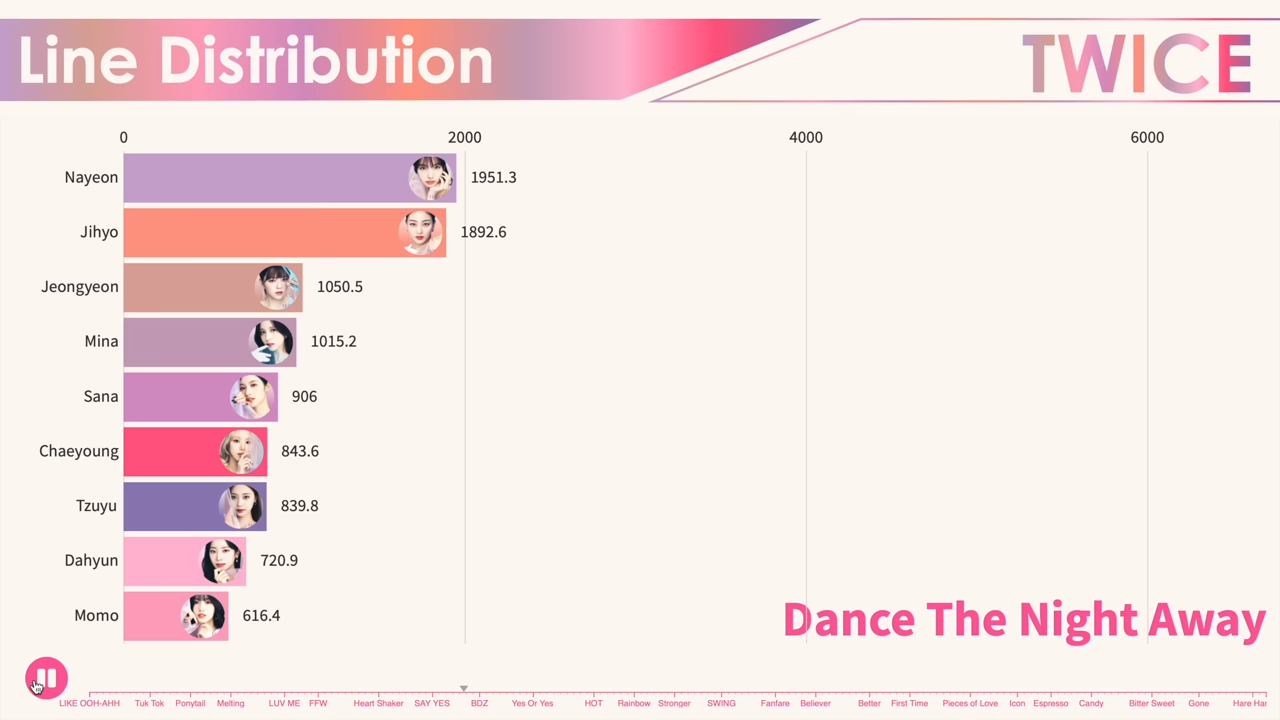 Line Distribution
TWICE
0 2000 4000 6000
Nayeon 1951.3
Jihyo 1892.6
Jeongyeon 1050.5
Mina 1015.2
Sana 906
Chaeyoung 843.6
Tzuyu 839.8
Dahyun 720.9
Momo 616.4
Dance The Night Away
LIKE OOH-AHH Tuk Tok Ponytail Melting LUV ME FFW Heart Shaker SAY YES BDZ Yes Or Yes HOT Rainbow Stronger SWING Fanfare Believer Better First Time Pieces of Love Icon Espresso Candy Bitter Sweet Gone Hare